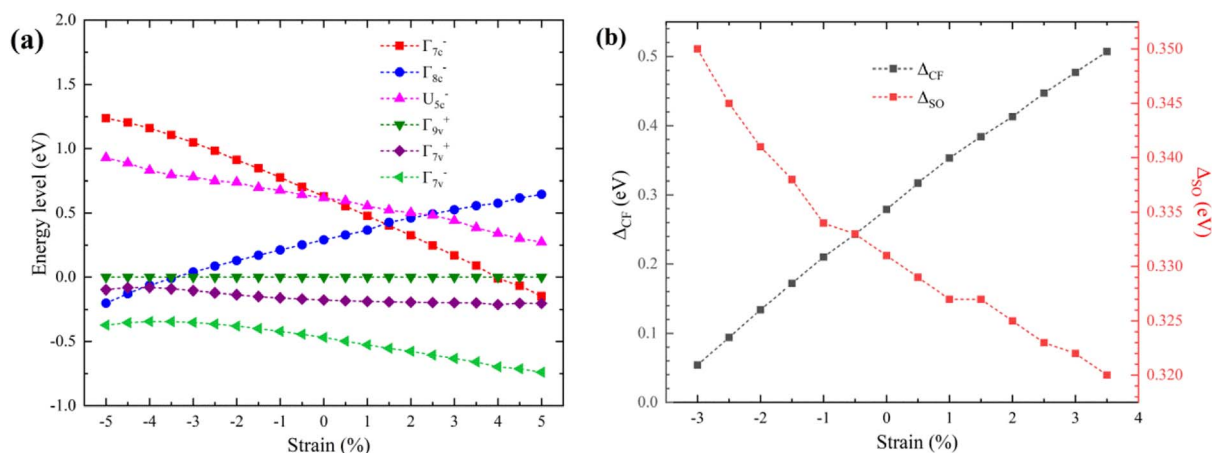 (a)
2.0
1.5
1.0
0.5
0.0
-0.5
-1.0
Energy level (eV)
Γ7c-
Γ8c-
U5c-
Γ9v+
Γ7v+
Γ7v-
-5 -4 -3 -2 -1 0 1 2 3 4 5
Strain (%)
(b)
0.5
0.4
0.3
0.2
0.1
0.0
ΔCF (eV)
ΔCF
ΔSO
0.350
0.345
0.340
0.335
0.330
0.325
0.320
ΔSO (eV)
-3 -2 -1 0 1 2 3 4
Strain (%)